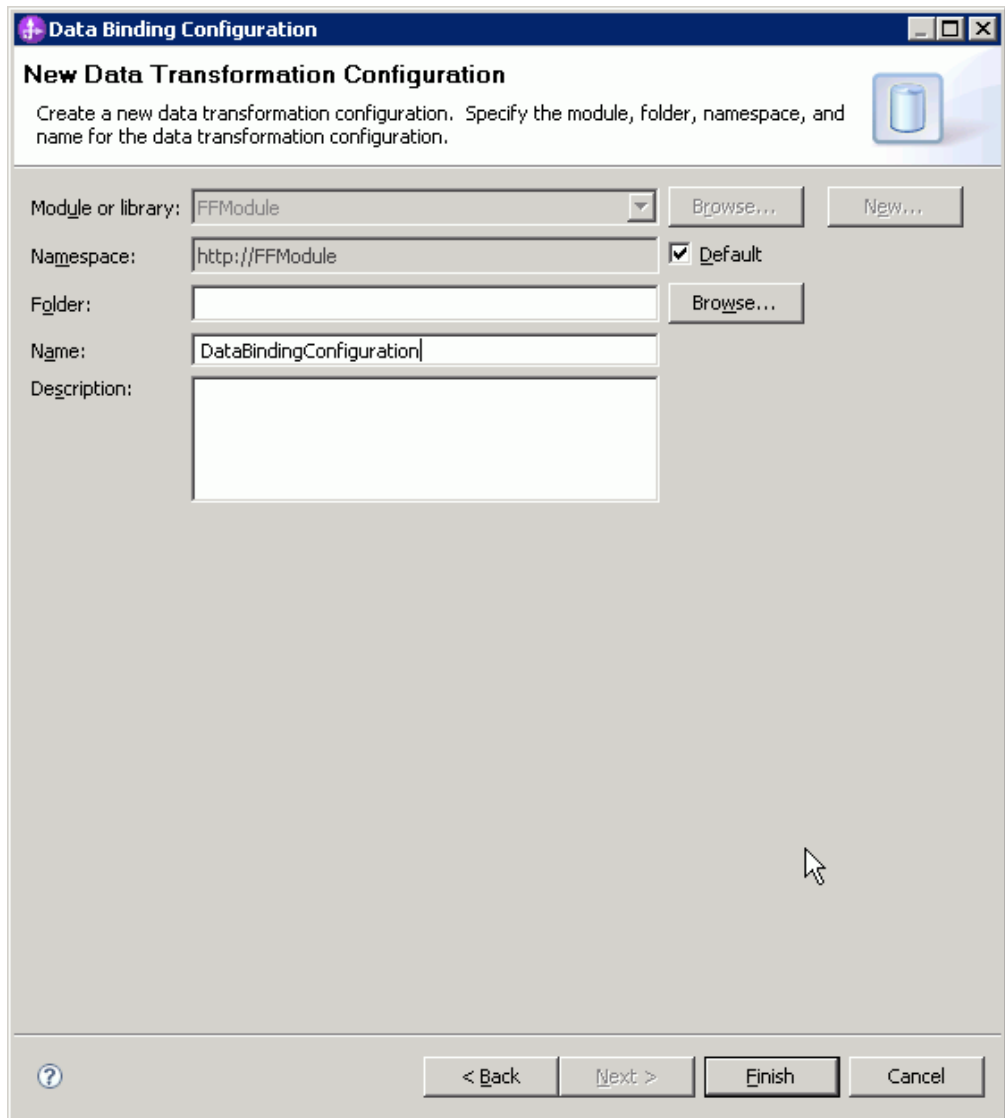 Data Binding Configuration
New Data Transformation Configuration
Create a new data transformation configuration. Specify the module, folder, namespace, and
name for the data transformation configuration.
Module or library: FFModule Browse... New...
Namespace: http://FFModule Default
Folder: Browse...
Name: DataBindingConfiguration
Description:
? < Back Next > Finish Cancel